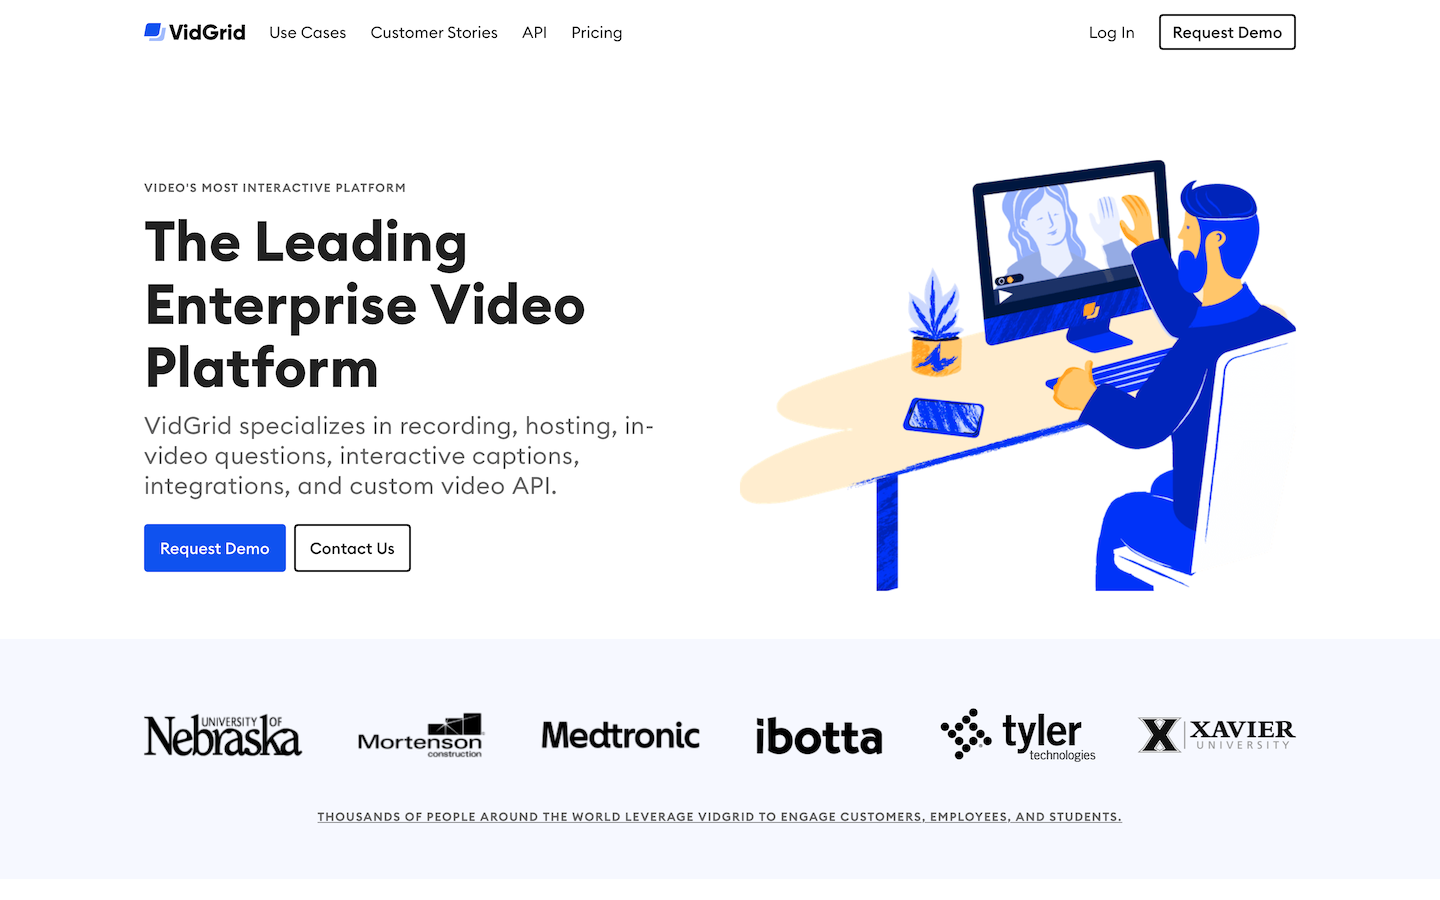 VidGrid
Use Cases
Customer Stories
API
Pricing
Log In
Request Demo
VIDEO'S MOST INTERACTIVE PLATFORM
The Leading
Enterprise Video
Platform
VidGrid specializes in recording, hosting, in-
video questions, interactive captions,
integrations, and custom video API.
Request Demo
Contact Us
UNIVERSITY OF
Nebraska
Mortenson
construction
Medtronic
ibotta
tyler
technologies
X
XAVIER
UNIVERSITY
THOUSANDS OF PEOPLE AROUND THE WORLD LEVERAGE VIDGRID TO ENGAGE CUSTOMERS, EMPLOYEES, AND STUDENTS.